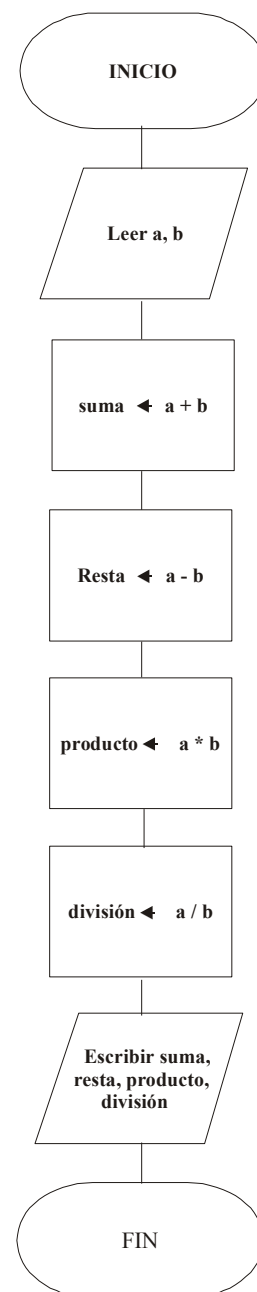 INICIO
Leer a, b
suma ← a + b
Resta ← a - b
producto ← a * b
división ← a / b
Escribir suma,
resta, producto,
división
FIN